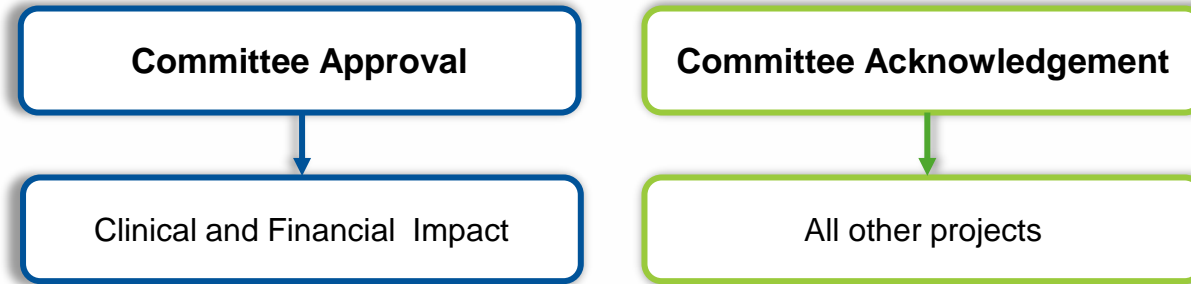 Committee Approval
Committee Acknowledgement
Clinical and Financial  Impact
All other projects